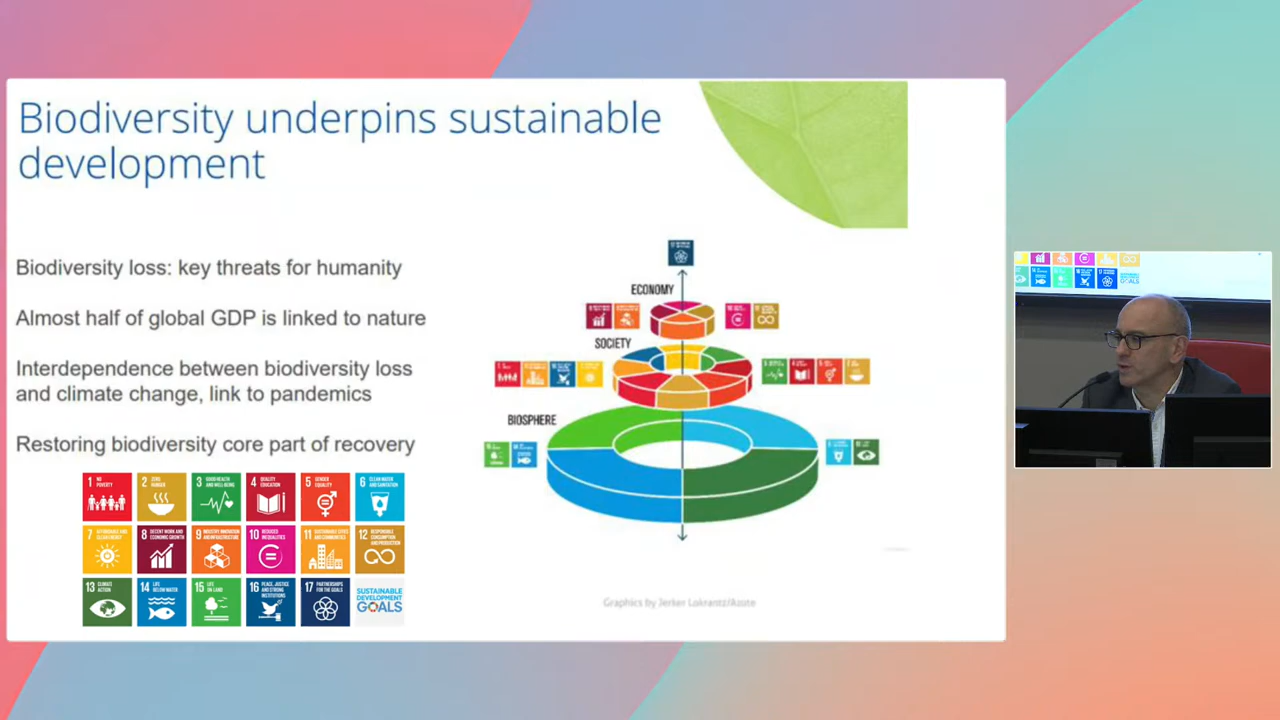 Biodiversity underpins sustainable
development
Biodiversity loss: key threats for humanity
Almost half of global GDP is linked to nature
Interdependence between biodiversity loss
and climate change, link to pandemics
Restoring biodiversity core part of recovery
ECONOMY
SOCIETY
BIOSPHERE
1 NO
POVERTY
2 ZERO
HUNGER
3 GOOD HEALTH
AND WELL-BEING
4 QUALITY
EDUCATION
5 GENDER
EQUALITY
6 CLEAN WATER
AND SANITATION
7 AFFORDABLE AND
CLEAN ENERGY
8 DECENT WORK AND
ECONOMIC GROWTH
9 INDUSTRY, INNOVATION
AND INFRASTRUCTURE
10 REDUCED
INEQUALITIES
11 SUSTAINABLE CITIES
AND COMMUNITIES
12 RESPONSIBLE
CONSUMPTION
AND PRODUCTION
13 CLIMATE
ACTION
14 LIFE
BELOW WATER
15 LIFE
ON LAND
16 PEACE, JUSTICE
AND STRONG
INSTITUTIONS
17 PARTNERSHIPS
FOR THE GOALS
SUSTAINABLE
DEVELOPMENT
GOALS
Graphics by Jerker Lokrantz/Azote